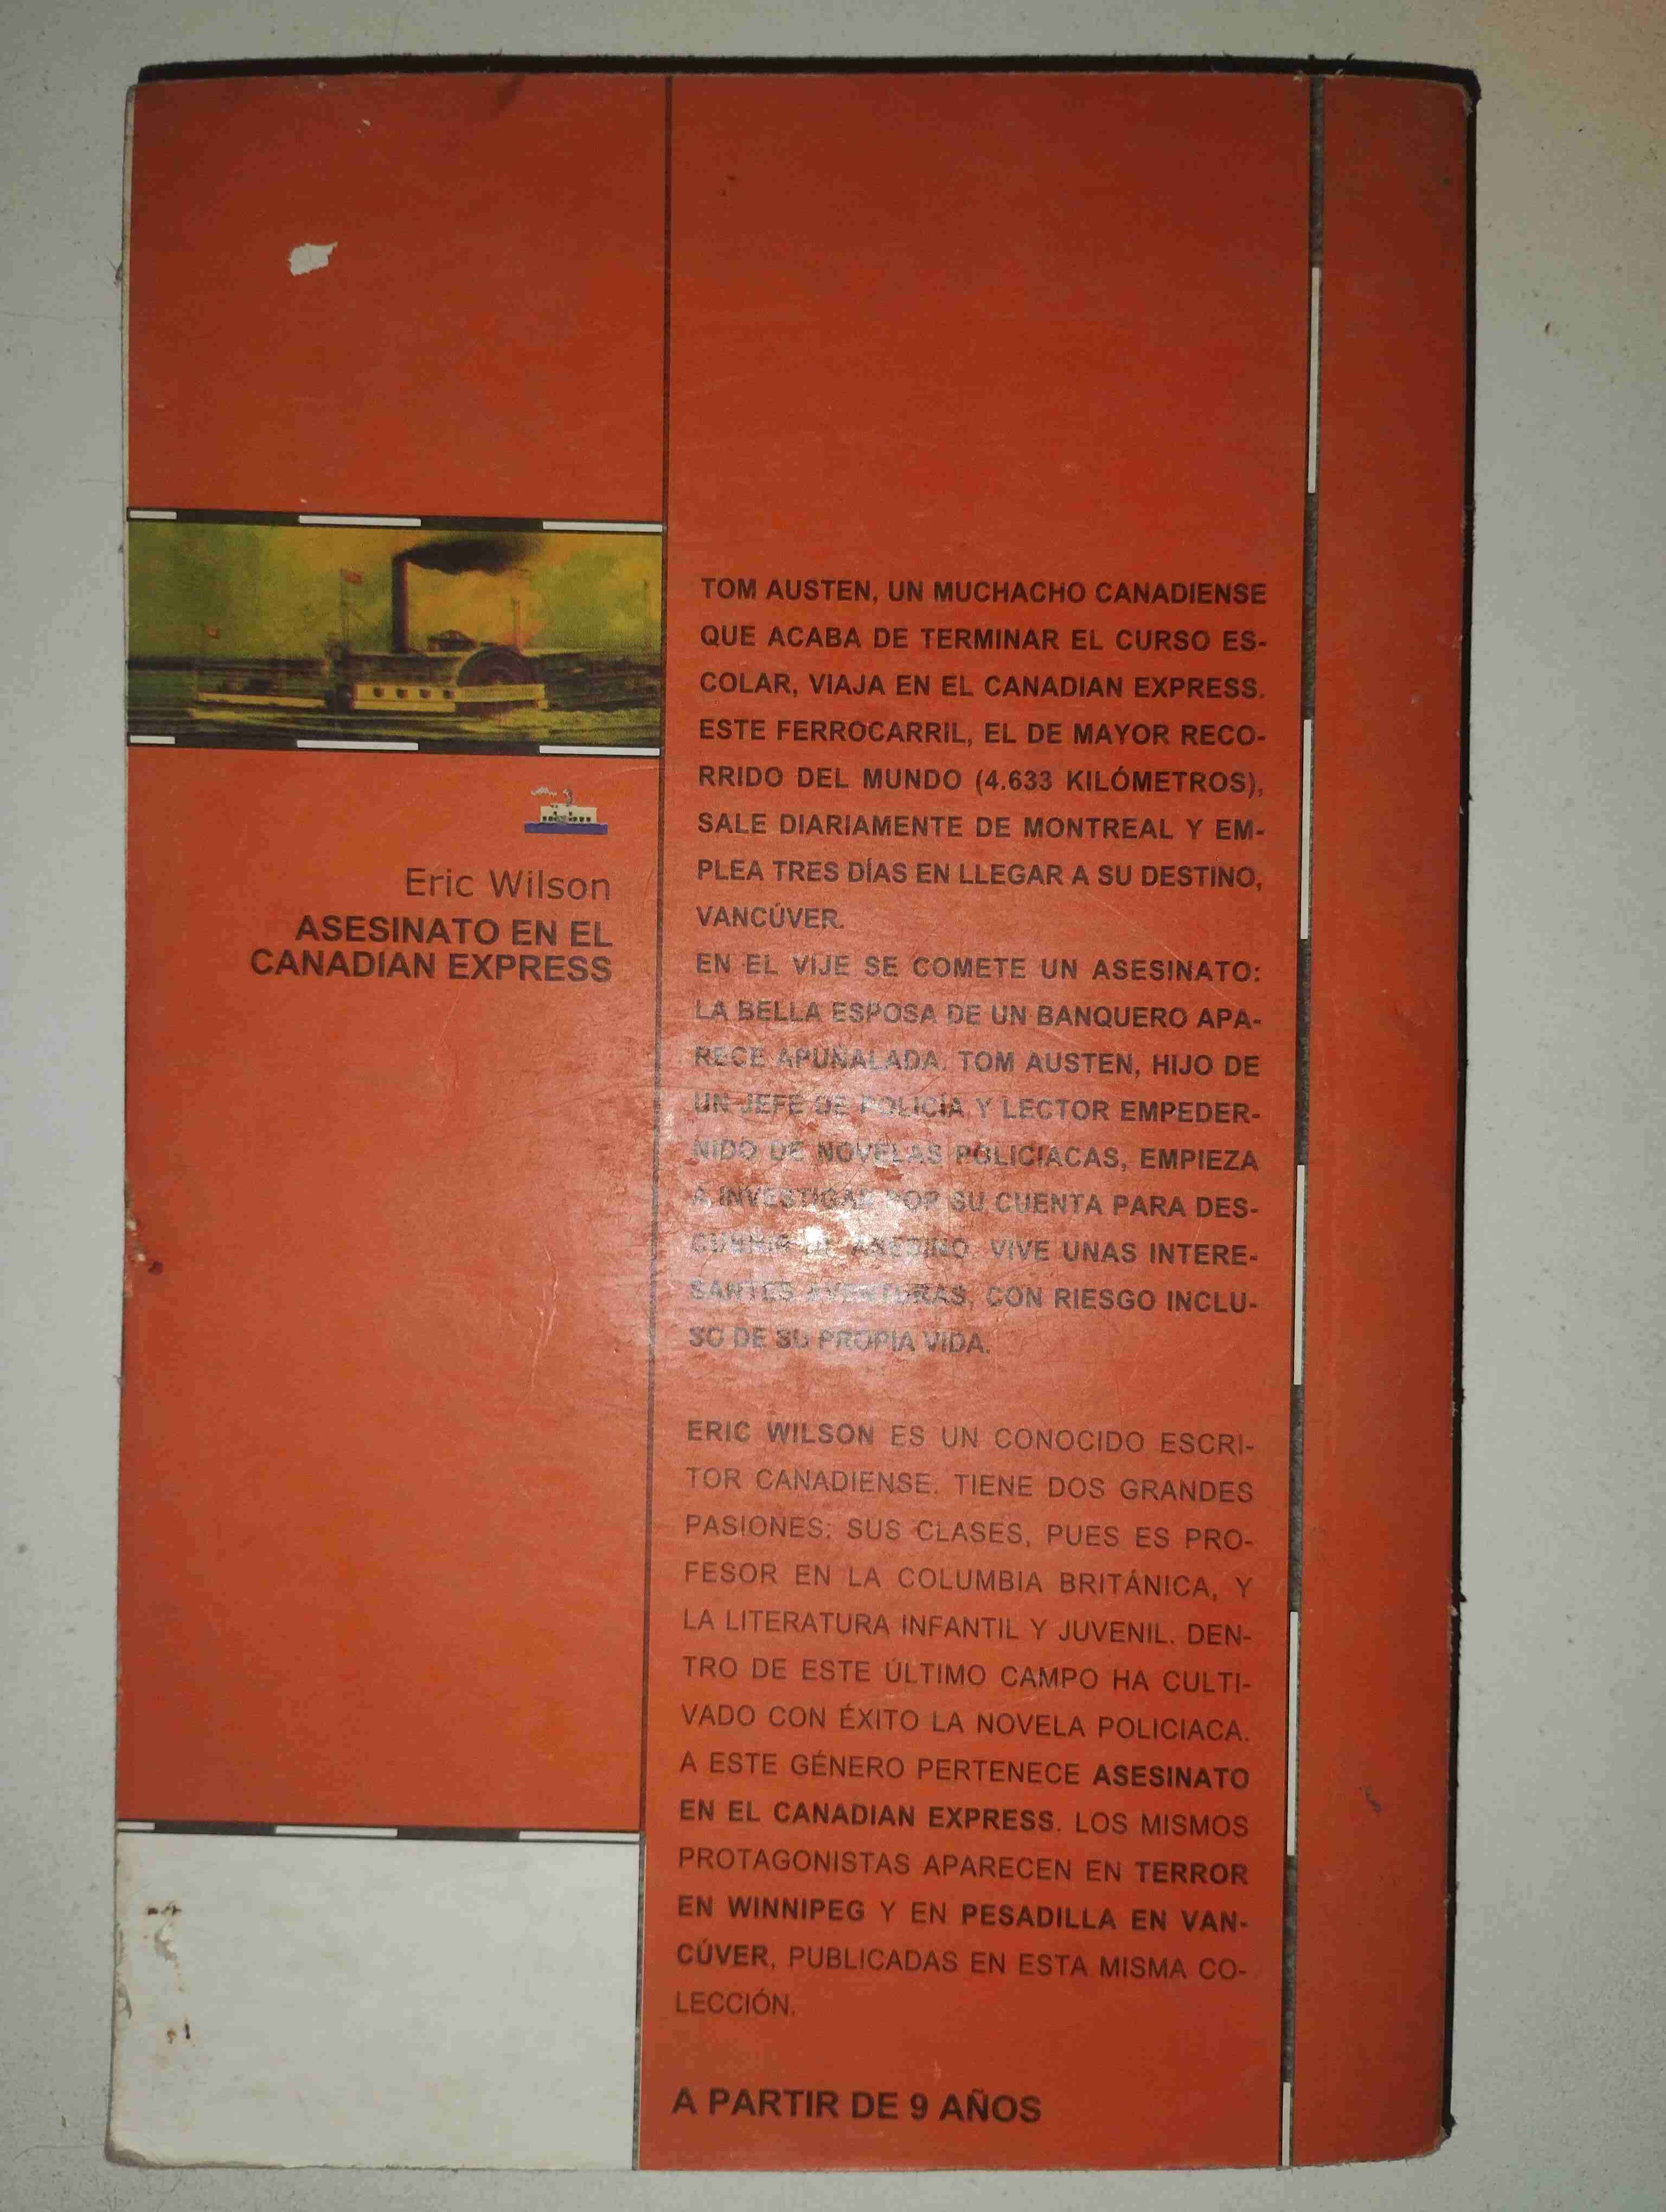 Eric Wilson
ASESINATO EN EL
CANADIAN EXPRESS
TOM AUSTEN, UN MUCHACHO CANADIENSE
QUE ACABA DE TERMINAR EL CURSO ES-
COLAR, VIAJA EN EL CANADIAN EXPRESS.
ESTE FERROCARRIL, EL DE MAYOR RECO-
RRIDO DEL MUNDO (4.633 KILÓMETROS),
SALE DIARIAMENTE DE MONTREAL Y EM-
PLEA TRES DÍAS EN LLEGAR A SU DESTINO,
VANCÚVER.
EN EL VIJE SE COMETE UN ASESINATO:
LA BELLA ESPOSA DE UN BANQUERO APA-
RECE APUÑALADA. TOM AUSTEN, HIJO DE
UN JEFE DE POLICÍA Y LECTOR EMPEDER-
NIDO DE NOVELAS POLICIACAS, EMPIEZA
A INVESTIGAR POR SU CUENTA PARA DES-
CUBRIR AL ASESINO. VIVE UNAS INTERE-
SANTES AVENTURAS, CON RIESGO INCLU-
SO DE SU PROPIA VIDA.
ERIC WILSON ES UN CONOCIDO ESCRI-
TOR CANADIENSE. TIENE DOS GRANDES
PASIONES: SUS CLASES, PUES ES PRO-
FESOR EN LA COLUMBIA BRITÁNICA, Y
LA LITERATURA INFANTIL Y JUVENIL. DEN-
TRO DE ESTE ÚLTIMO CAMPO HA CULTI-
VADO CON ÉXITO LA NOVELA POLICIACA.
A ESTE GÉNERO PERTENECE ASESINATO
EN EL CANADIAN EXPRESS. LOS MISMOS
PROTAGONISTAS APARECEN EN TERROR
EN WINNIPEG Y EN PESADILLA EN VAN-
CÚVER, PUBLICADAS EN ESTA MISMA CO-
LECCIÓN.
A PARTIR DE 9 AÑOS